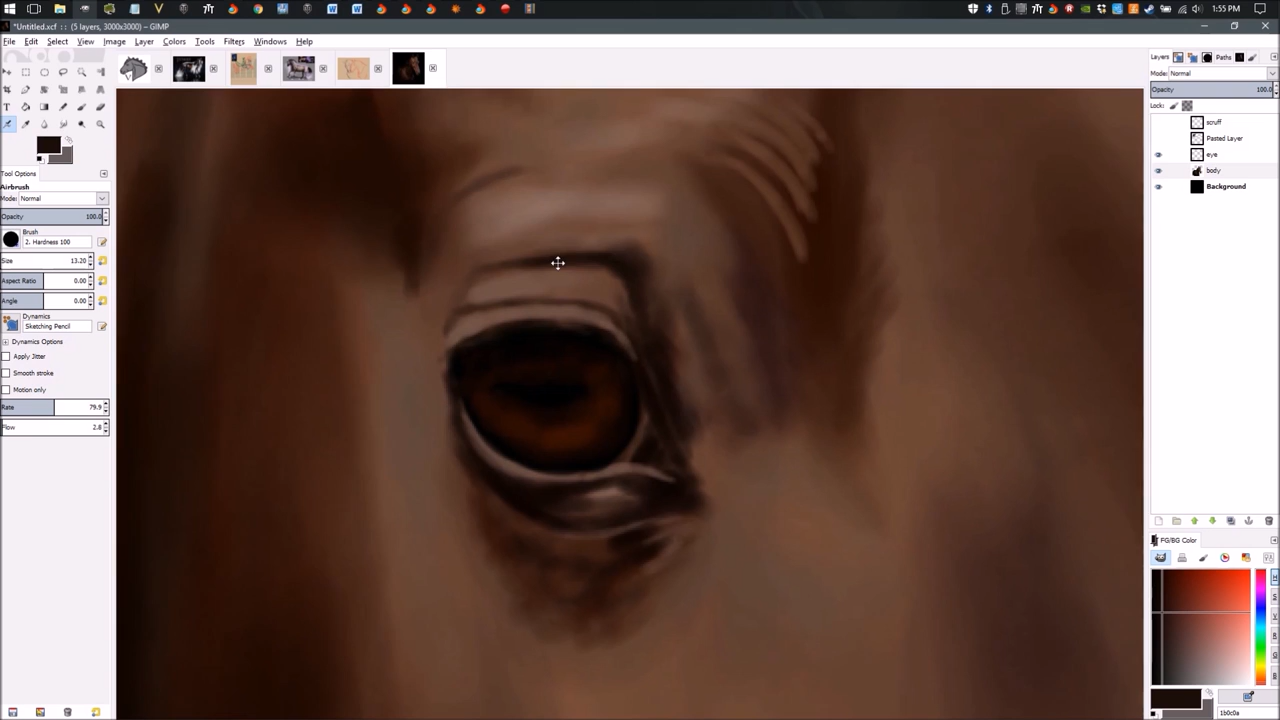 1:55 PM
*Untitled.xcf :: (5 layers, 3000x3000) – GIMP
File Edit Select View Image Layer Colors Tools Filters Windows Help
Tool Options
Airbrush
Mode: Normal
Opacity 100.0
Brush
2. Hardness 100
Size 13.20
Aspect Ratio 0.00
Angle 0.00
Dynamics
Sketching Pencil
Dynamics Options
Apply Jitter
Smooth stroke
Motion only
Rate 79.9
Flow 2.8
Layers Paths
Mode: Normal
Opacity 100.0
Lock:
scruff
Pasted Layer
eye
body
Background
FG/BG Color
H
S
V
R
G
B
1b0c0a